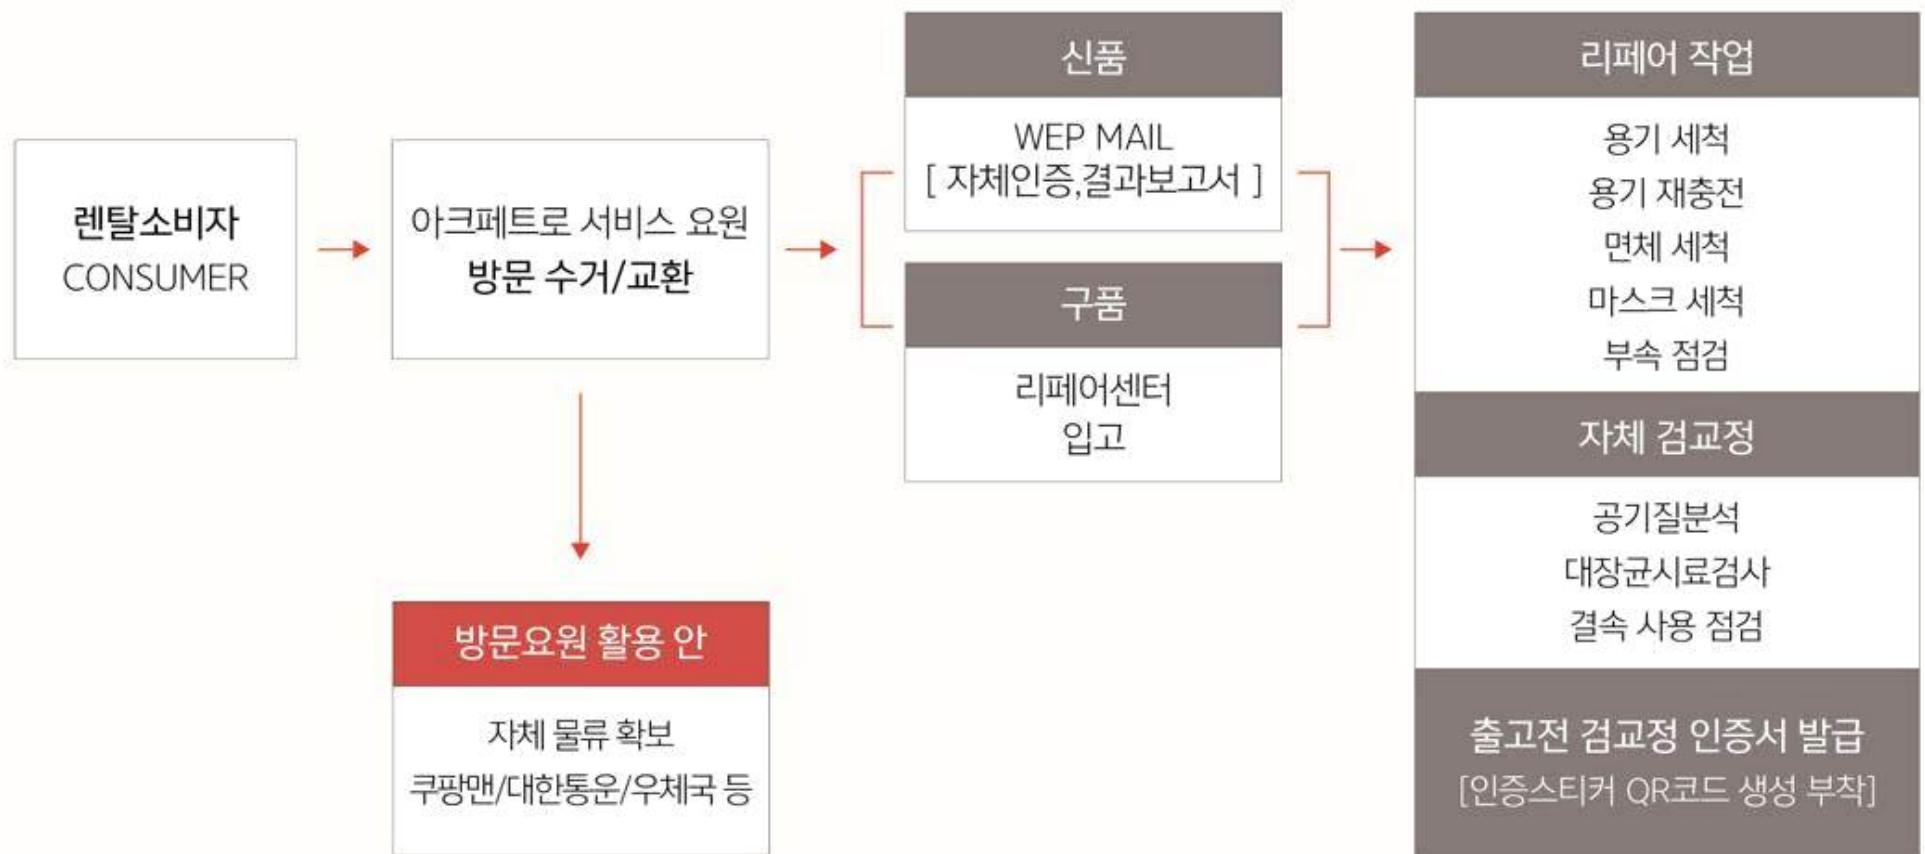 렌탈소비자
CONSUMER
아크페트로 서비스 요원
방문 수거/교환
방문요원 활용 안
자체 물류 확보
쿠팡맨/대한통운/우체국 등
신품
WEP MAIL
[ 자체인증,결과보고서 ]
구품
리페어센터
입고
리페어 작업
용기 세척
용기 재충전
면체 세척
마스크 세척
부속 점검
자체 검교정
공기질분석
대장균시료검사
결속 사용 점검
출고전 검교정 인증서 발급
[인증스티커 QR코드 생성 부착]